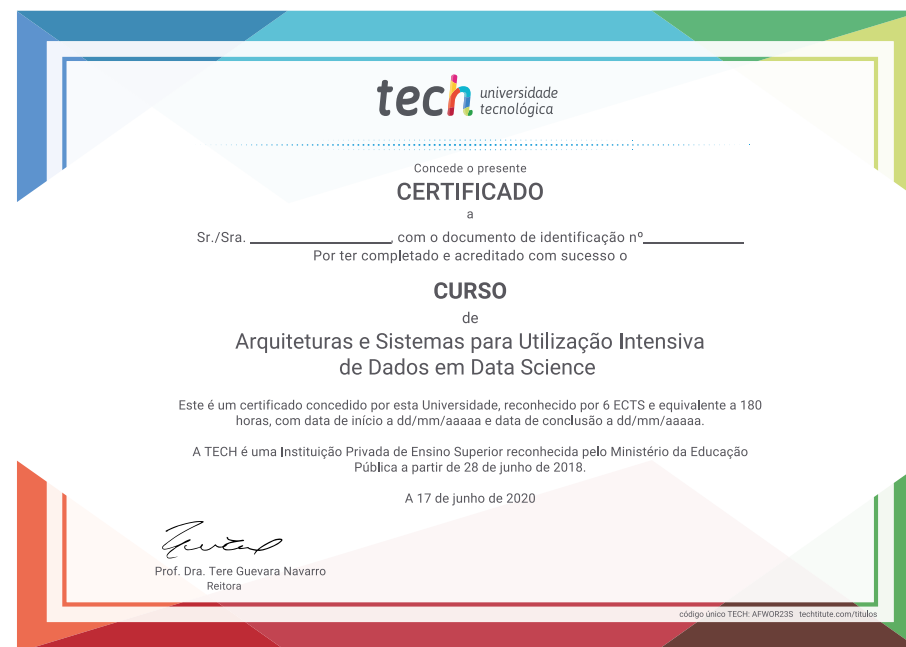 tech universidade
tecnológica
Concede o presente
CERTIFICADO
a
Sr./Sra. ____________________, com o documento de identificação nº______________
Por ter completado e acreditado com sucesso o
CURSO
de
Arquiteturas e Sistemas para Utilização Intensiva
de Dados em Data Science
Este é um certificado concedido por esta Universidade, reconhecido por 6 ECTS e equivalente a 180
horas, com data de início a dd/mm/aaaaa e data de conclusão a dd/mm/aaaaa.
A TECH é uma Instituição Privada de Ensino Superior reconhecida pelo Ministério da Educação
Pública a partir de 28 de junho de 2018.
A 17 de junho de 2020
Prof. Dra. Tere Guevara Navarro
Reitora
código único TECH: AFWOR23S techtitute.com/titulos